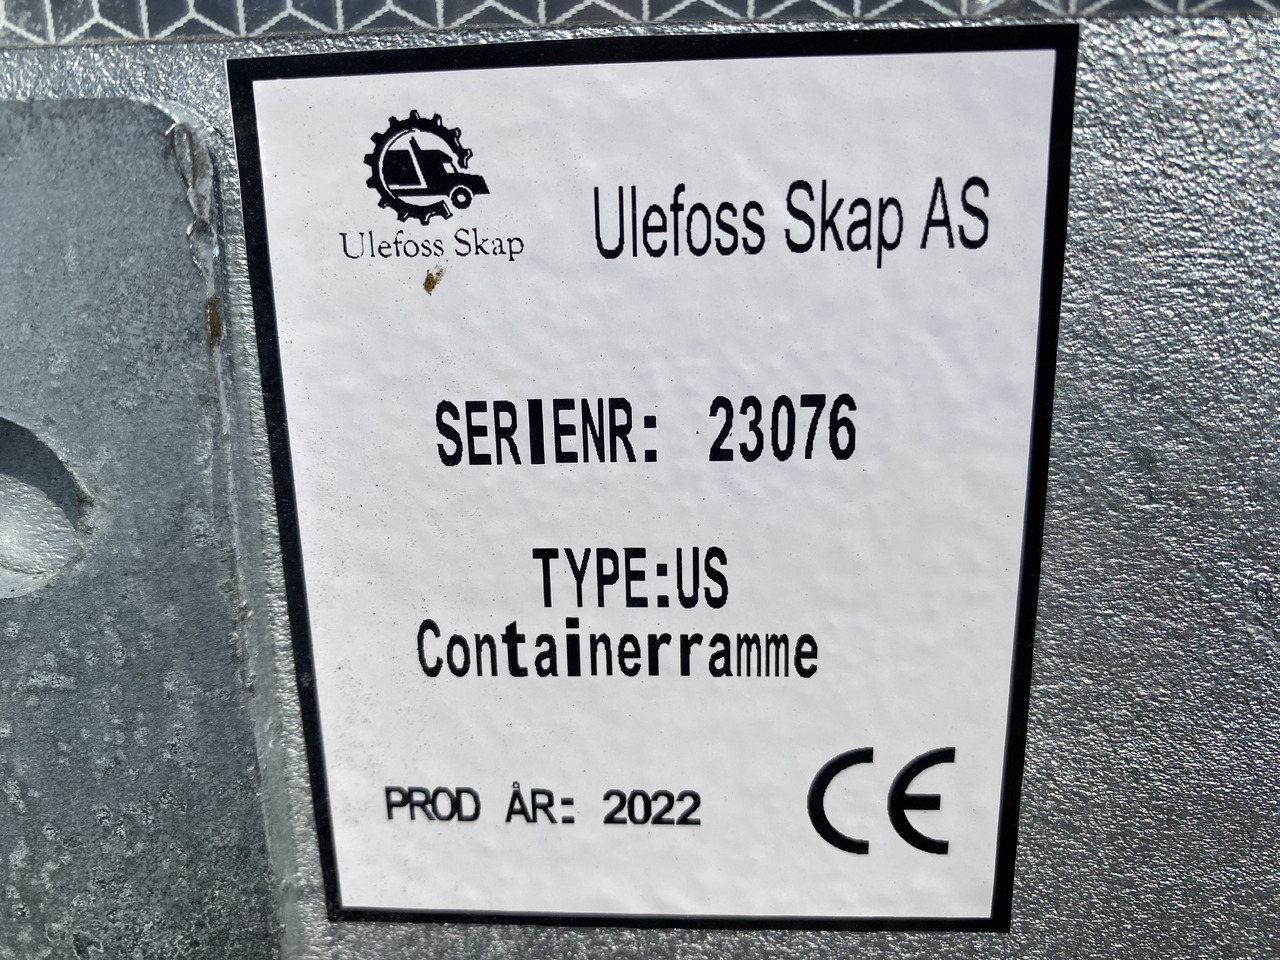 Ulefoss Skap
Ulefoss Skap AS
SERIENR: 23076
TYPE:US
Containerramme
PROD ÅR: 2022
CE